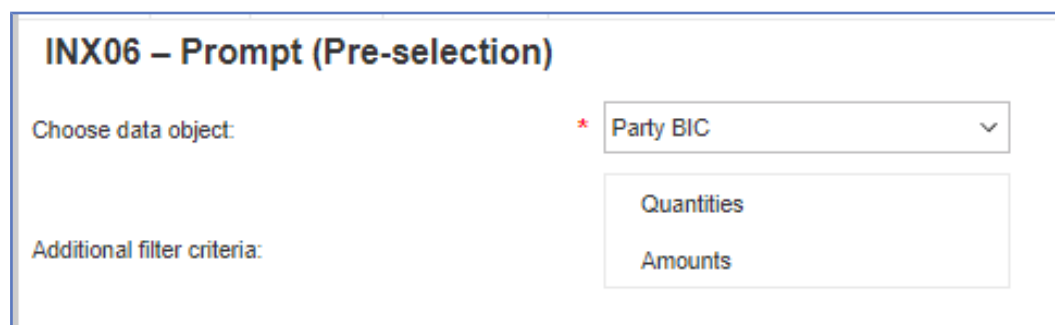 INX06 – Prompt (Pre-selection)
Choose data object:
* Party BIC
Quantities
Additional filter criteria:
Amounts